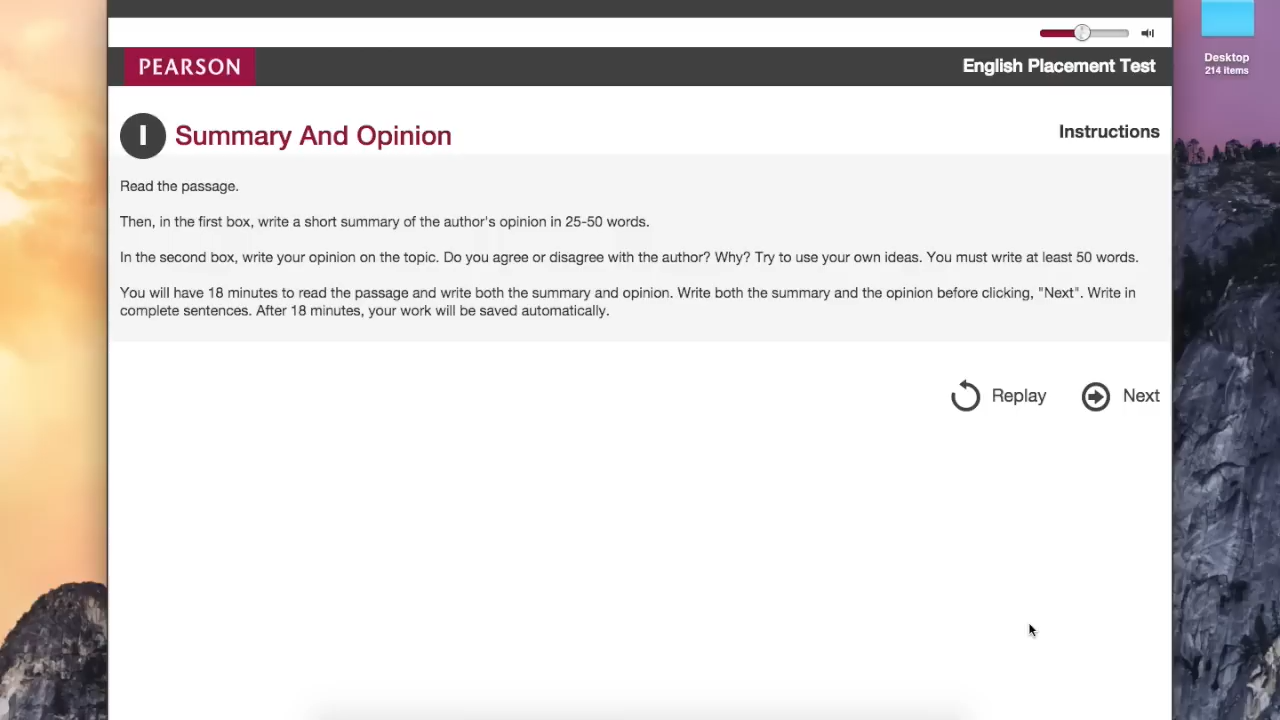 Desktop
214 items
PEARSON
English Placement Test
I Summary And Opinion
Instructions
Read the passage.
Then, in the first box, write a short summary of the author's opinion in 25-50 words.
In the second box, write your opinion on the topic. Do you agree or disagree with the author? Why? Try to use your own ideas. You must write at least 50 words.
You will have 18 minutes to read the passage and write both the summary and opinion. Write both the summary and the opinion before clicking, "Next". Write in
complete sentences. After 18 minutes, your work will be saved automatically.
Replay
Next